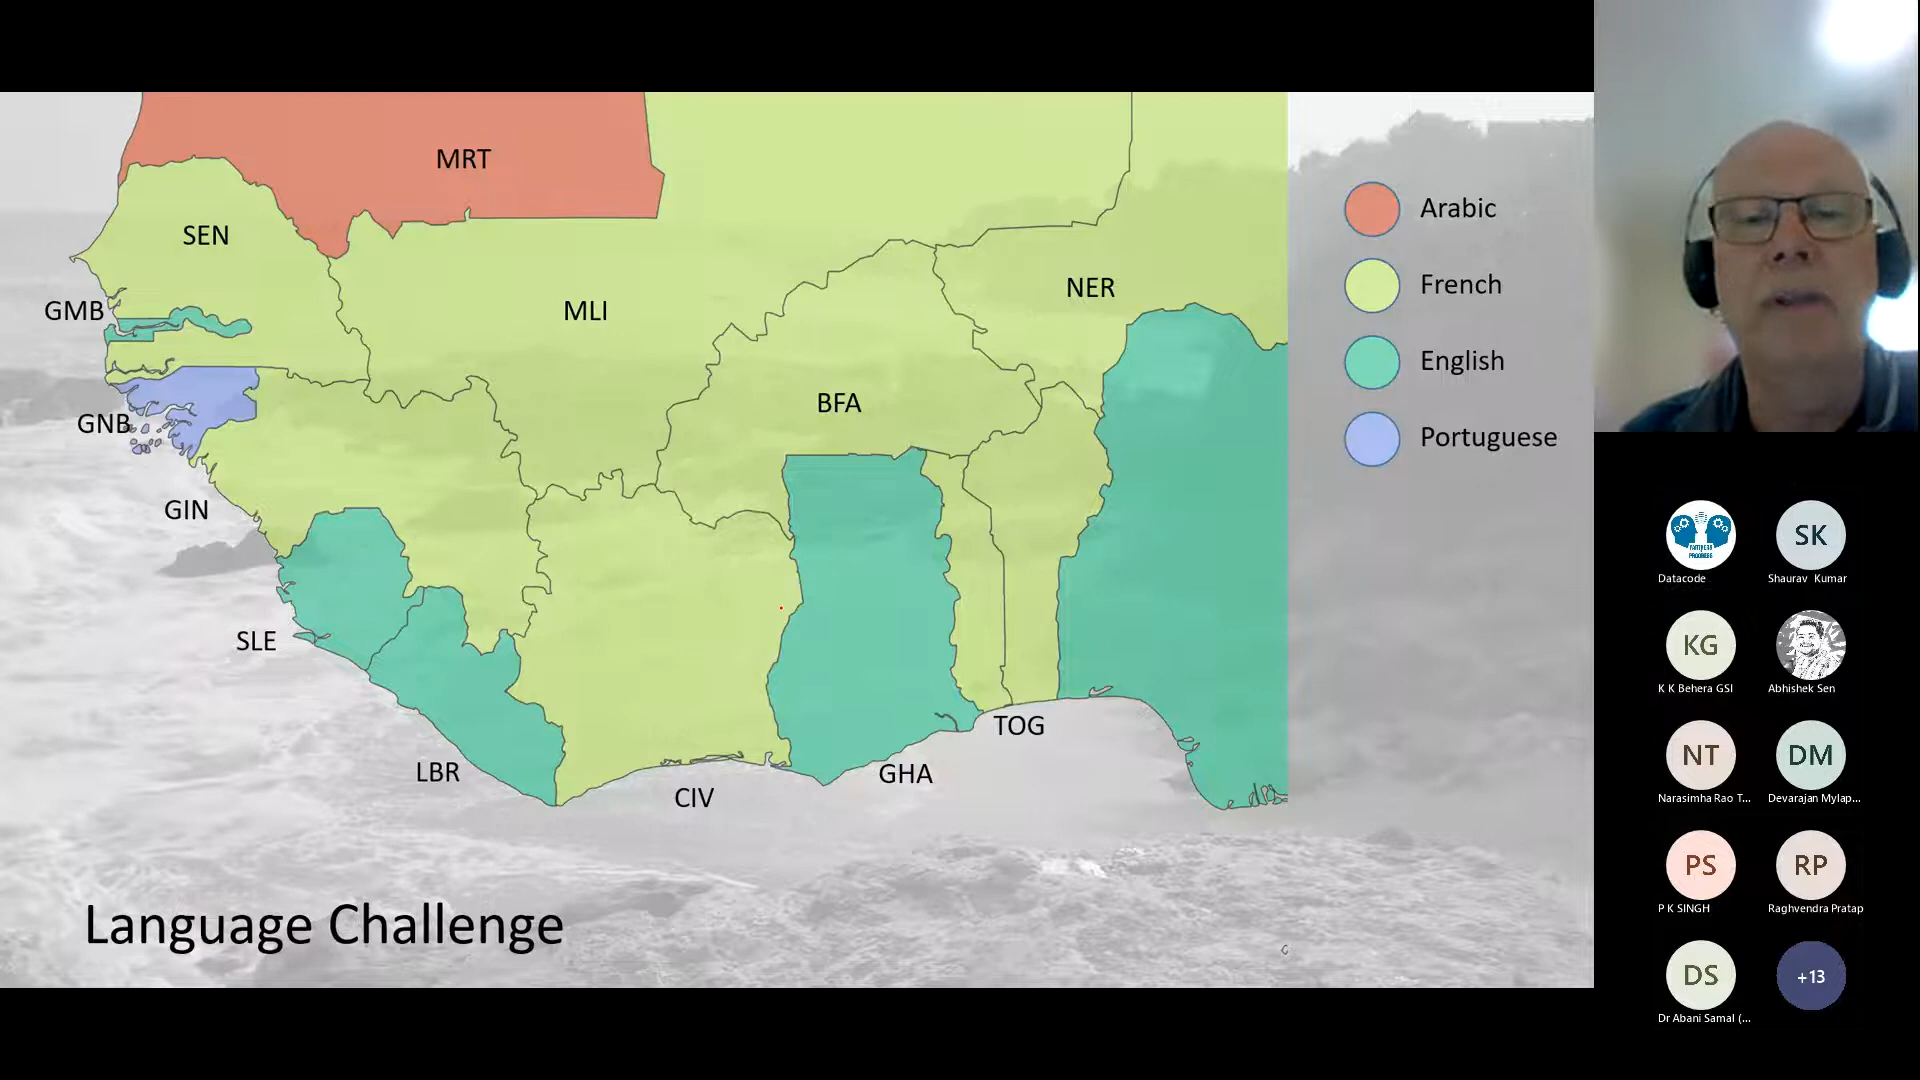 MRT
SEN
GMB
MLI
NER
GNB
BFA
GIN
SLE
LBR
CIV
GHA
TOG
Arabic
French
English
Portuguese
Language Challenge
Datacode
SK
Shaurav Kumar
KG
K K Behera GSI
Abhishek Sen
NT
Narasimha Rao T...
DM
Devarajan Mylap...
PS
P K SINGH
RP
Raghvendra Pratap
DS
Dr Abani Samal (...
+13